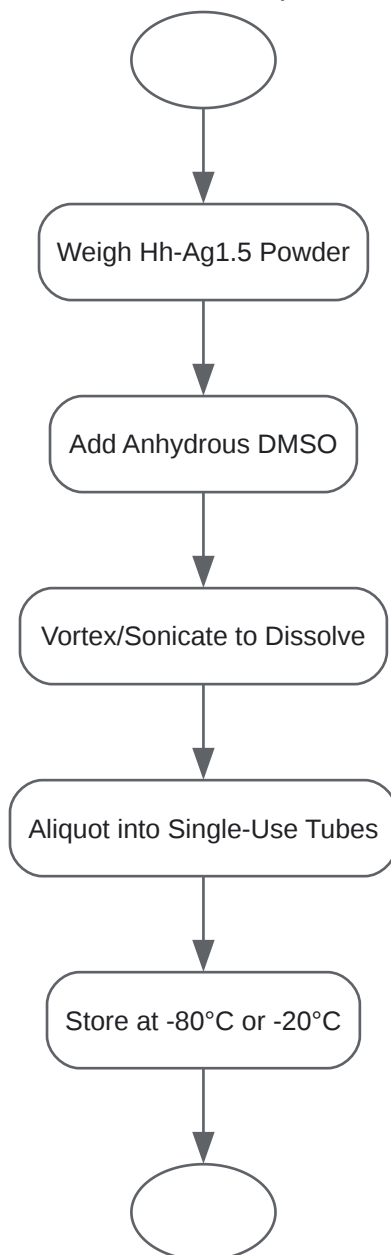 Weigh Hh-Ag1.5 Powder
Add Anhydrous DMSO
Vortex/Sonicate to Dissolve
Aliquot into Single-Use Tubes
Store at -80°C or -20°C